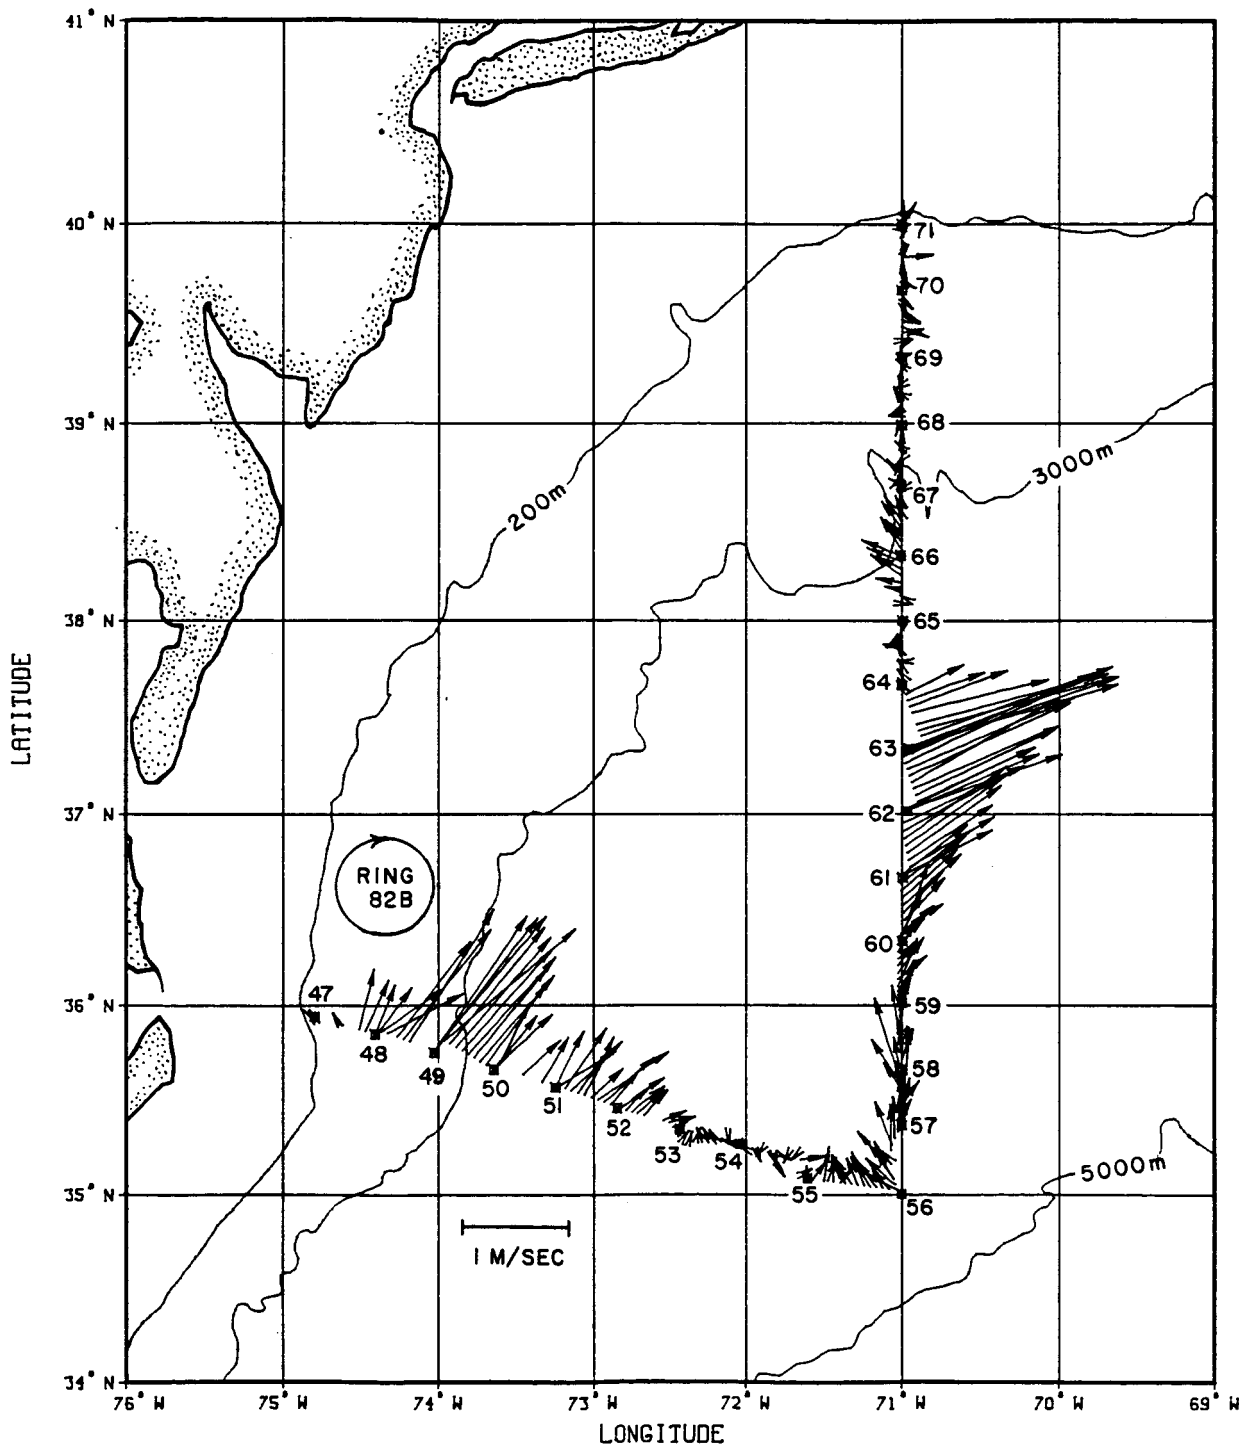 41° N
40° N
71
70
69
39° N
68
3000m
67
200m
66
38° N
65
64
LATITUDE
63
37° N
62
RING
82B
61
60
47
36° N
59
48
49
50
58
51
52
57
53
54
5000m
55
35° N
56
1 M/SEC
34° N
76° W
75° W
74° W
73° W
72° W
71° W
70° W
69° W
LONGITUDE